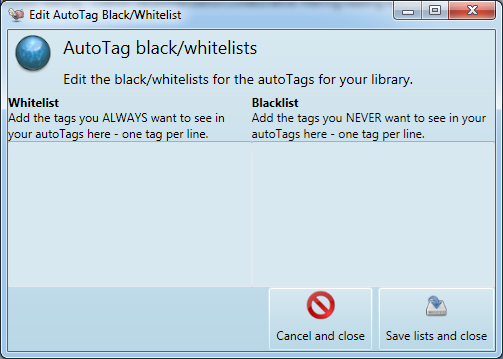 Edit AutoTag Black/Whitelist
AutoTag black/whitelists
Edit the black/whitelists for the autoTags for your library.
Whitelist
Add the tags you ALWAYS want to see in
your autoTags here - one tag per line.
Blacklist
Add the tags you NEVER want to see in your
autoTags here - one tag per line.
Cancel and close
Save lists and close